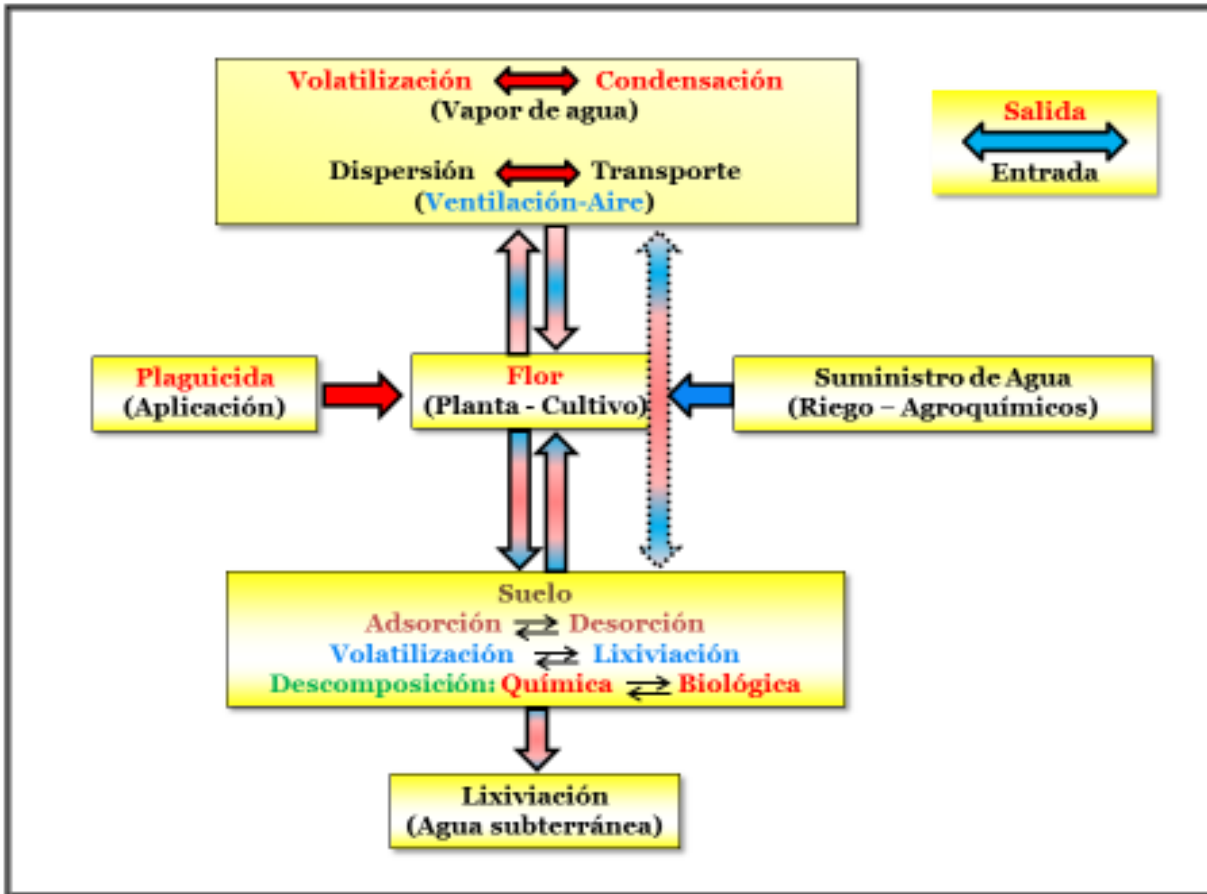 Volatilización Condensación
(Vapor de agua)
Dispersión Transporte
(Ventilación-Aire)
Salida
Entrada
Plaguicida
(Aplicación)
Flor
(Planta - Cultivo)
Suministro de Agua
(Riego – Agroquímicos)
Suelo
Adsorción Desorción
Volatilización Lixiviación
Descomposición: Química Biológica
Lixiviación
(Agua subterránea)